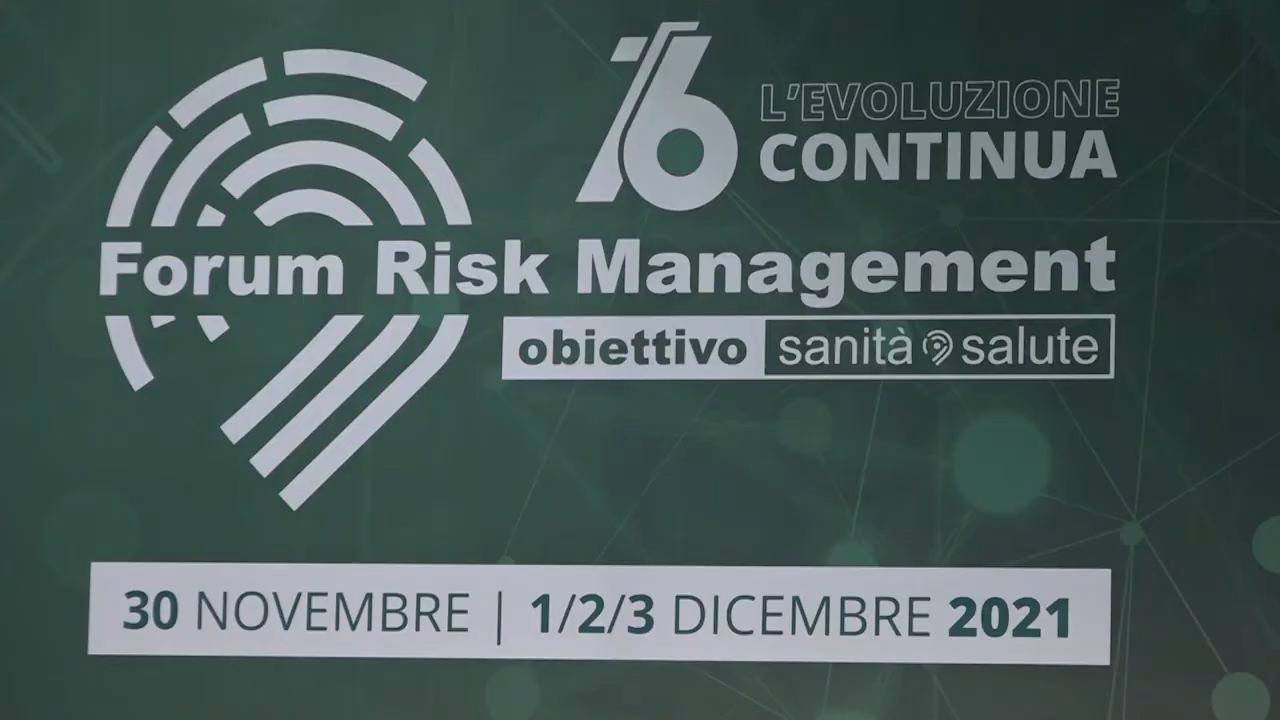 16
L'EVOLUZIONE
CONTINUA
Forum Risk Management
obiettivo sanità salute
30 NOVEMBRE | 1/2/3 DICEMBRE 2021